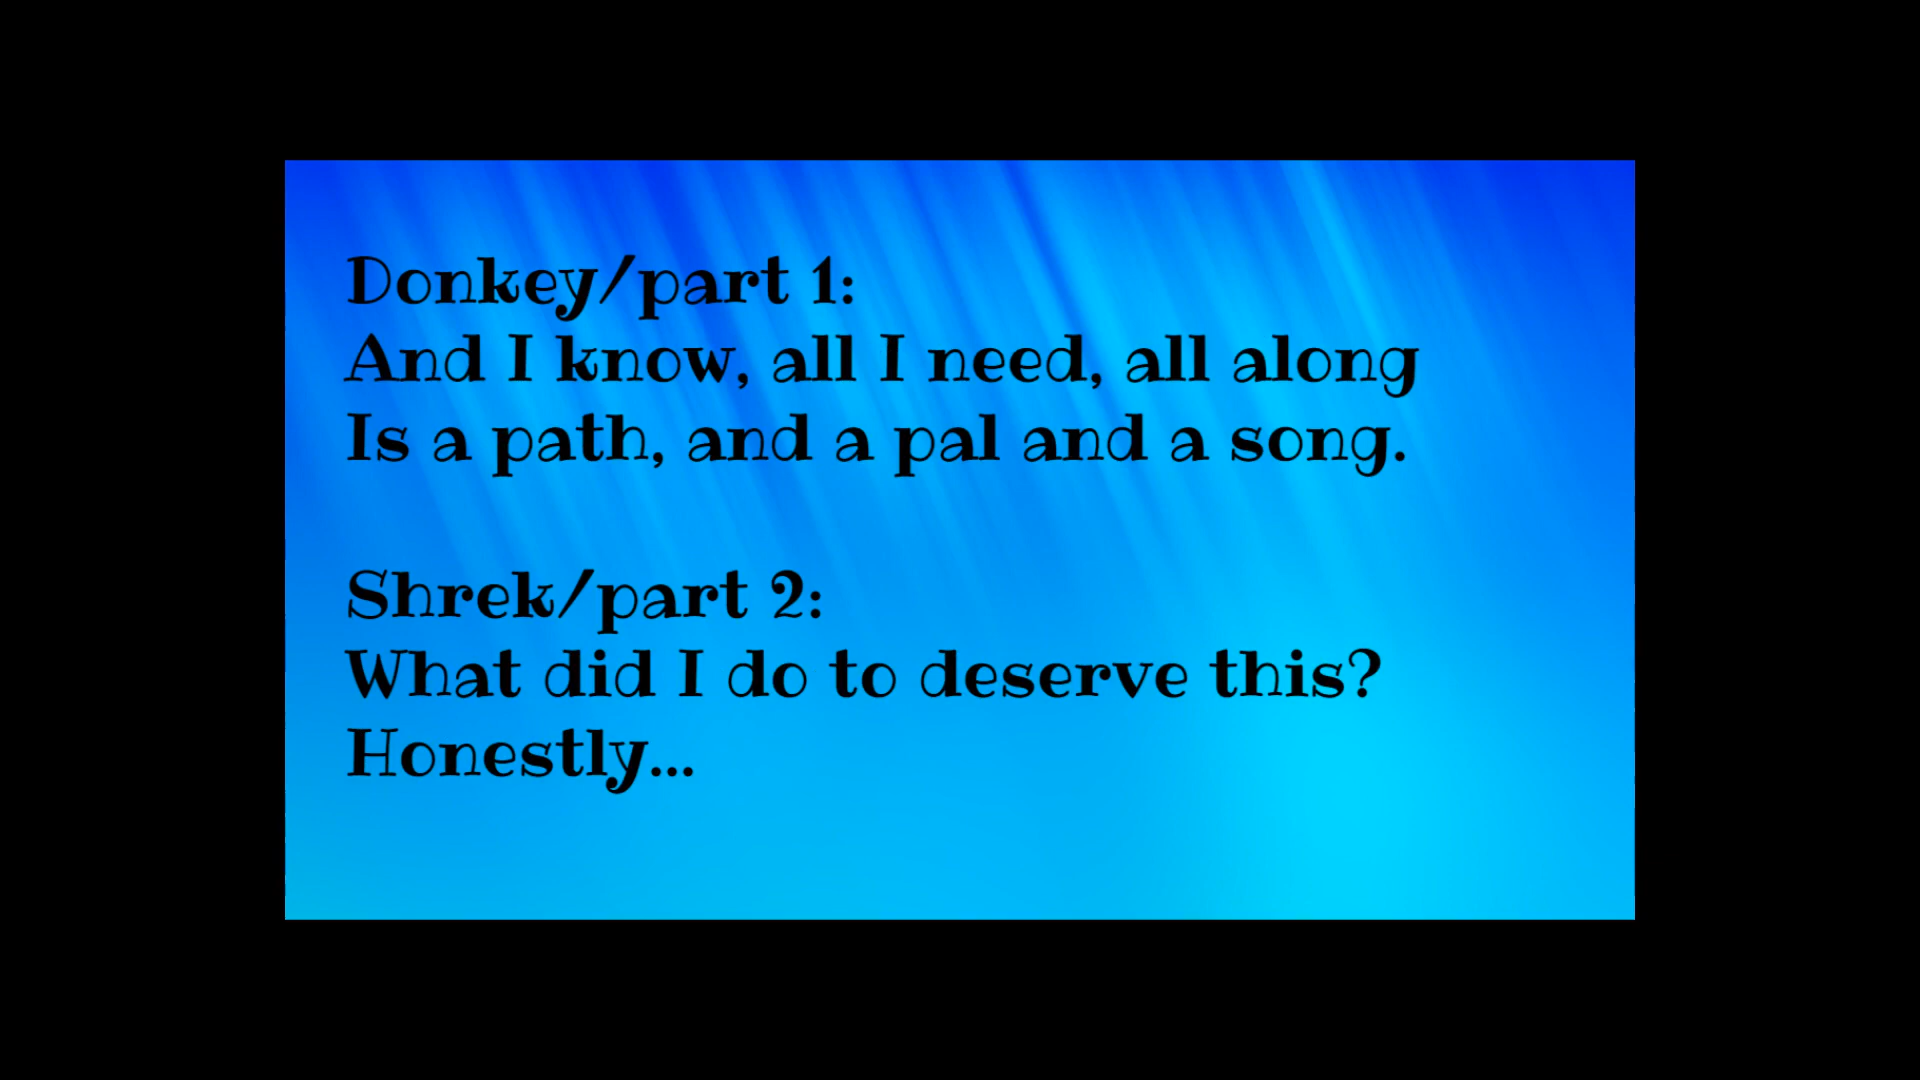 Donkey/part 1:
And I know, all I need, all along
Is a path, and a pal and a song.
Shrek/part 2:
What did I do to deserve this?
Honestly...